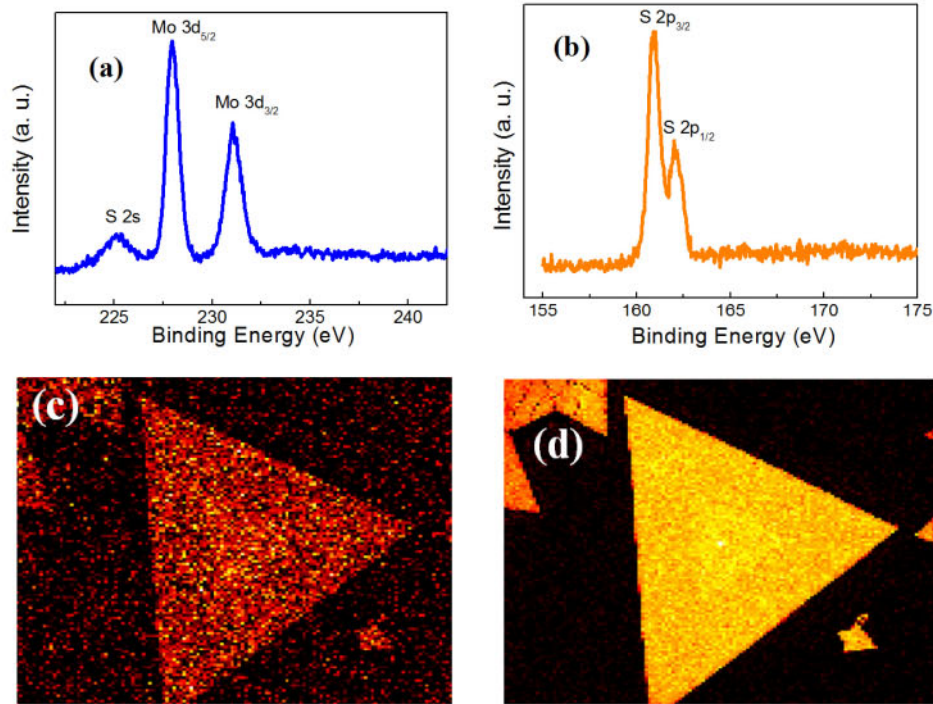 (a)
Mo 3d5/2
Mo 3d3/2
S 2s
Intensity (a. u.)
225 230 235 240
Binding Energy (eV)
(b)
S 2p3/2
S 2p1/2
Intensity (a. u.)
155 160 165 170 175
Binding Energy (eV)
(c)
(d)